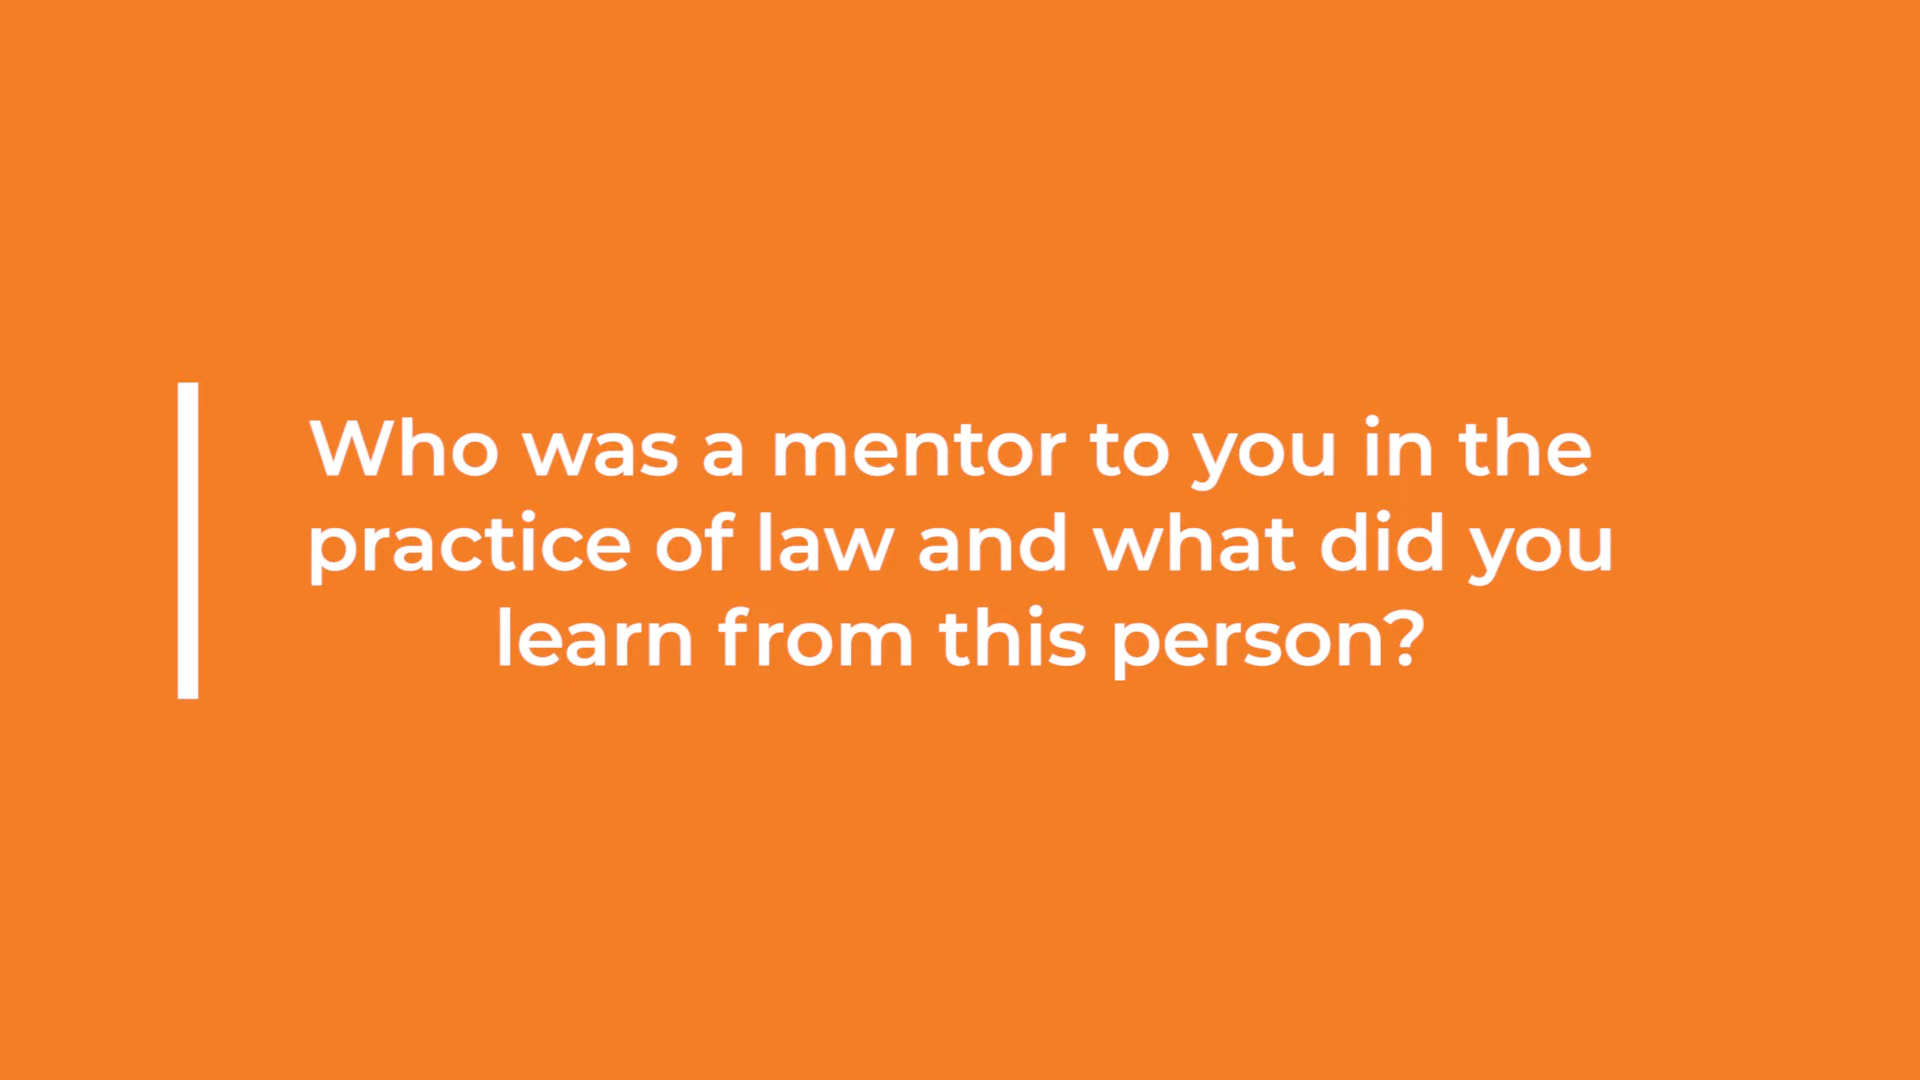 Who was a mentor to you in the
practice of law and what did you
learn from this person?